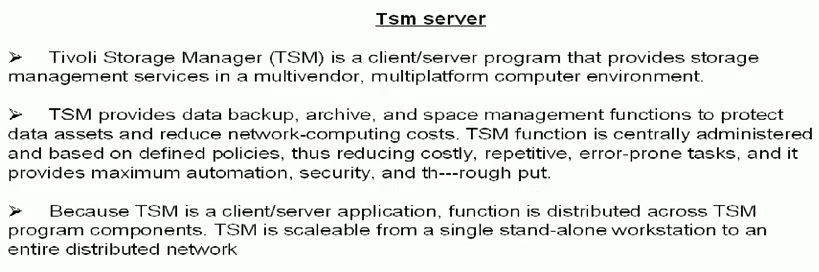 Tsm server
➢ Tivoli Storage Manager (TSM) is a client/server program that provides storage
management services in a multivendor, multiplatform computer environment.
➢ TSM provides data backup, archive, and space management functions to protect
data assets and reduce network-computing costs. TSM function is centrally administered
and based on defined policies, thus reducing costly, repetitive, error-prone tasks, and it
provides maximum automation, security, and th---rough put.
➢ Because TSM is a client/server application, function is distributed across TSM
program components. TSM is scaleable from a single stand-alone workstation to an
entire distributed network